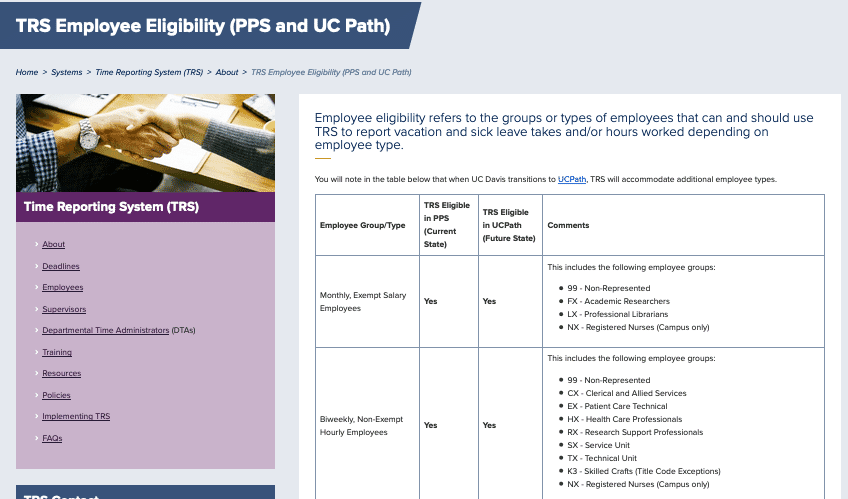 TRS Employee Eligibility (PPS and UC Path)
Home > Systems > Time Reporting System (TRS) > About > TRS Employee Eligibility (PPS and UC Path)
Time Reporting System (TRS)
› About
› Deadlines
› Employees
› Supervisors
› Departmental Time Administrators (DTAs)
› Training
› Resources
› Policies
› Implementing TRS
› FAQs
TRS Contact
Employee eligibility refers to the groups or types of employees that can and should use
TRS to report vacation and sick leave takes and/or hours worked depending on
employee type.
You will note in the table below that when UC Davis transitions to UCPath, TRS will accommodate additional employee types.
Employee Group/Type
TRS Eligible
in PPS
(Current
State)
TRS Eligible
in UCPath
(Future State)
Comments
Monthly, Exempt Salary
Employees
Yes
Yes
This includes the following employee groups:
• 99 - Non-Represented
• FX - Academic Researchers
• LX - Professional Librarians
• NX - Registered Nurses (Campus only)
Biweekly, Non-Exempt
Hourly Employees
Yes
Yes
This includes the following employee groups:
• 99 - Non-Represented
• CX - Clerical and Allied Services
• EX - Patient Care Technical
• HX - Health Care Professionals
• RX - Research Support Professionals
• SX - Service Unit
• TX - Technical Unit
• K3 - Skilled Crafts (Title Code Exceptions)
• NX - Registered Nurses (Campus only)